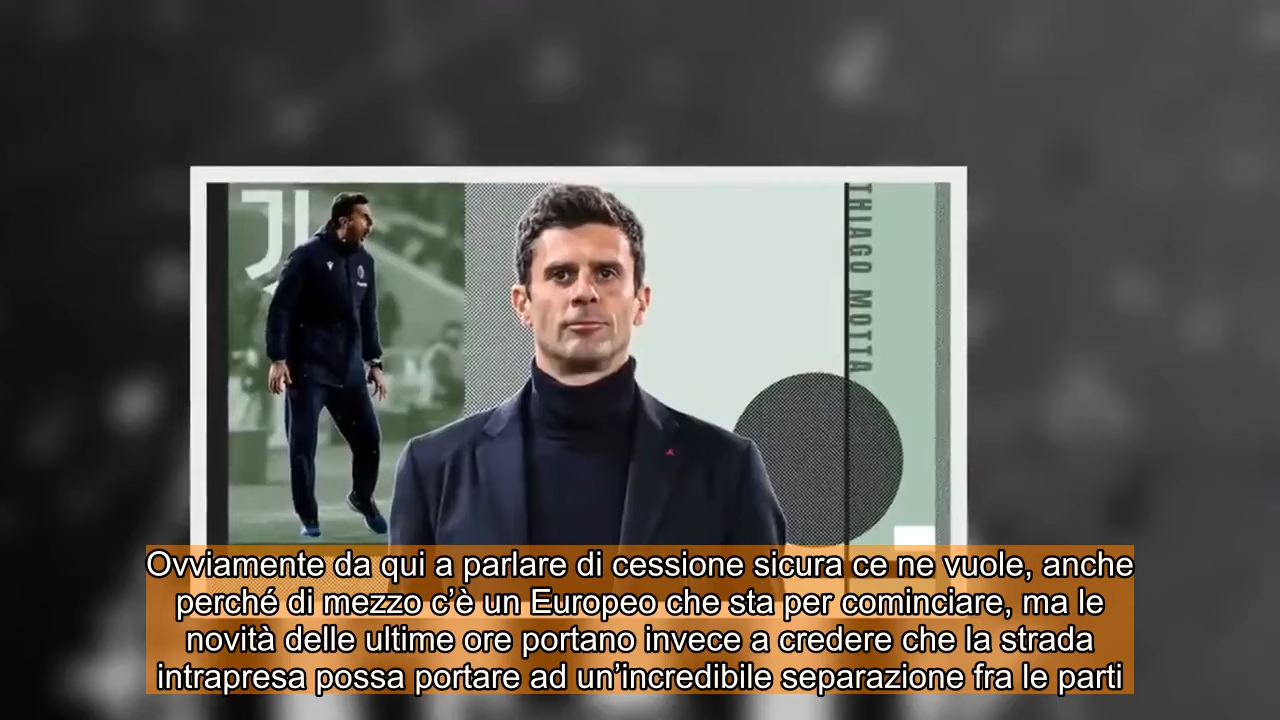 THIAGO MOTTA
Ovviamente da qui a parlare di cessione sicura ce ne vuole, anche
perché di mezzo c’è un Europeo che sta per cominciare, ma le
novità delle ultime ore portano invece a credere che la strada
intrapresa possa portare ad un’incredibile separazione fra le parti